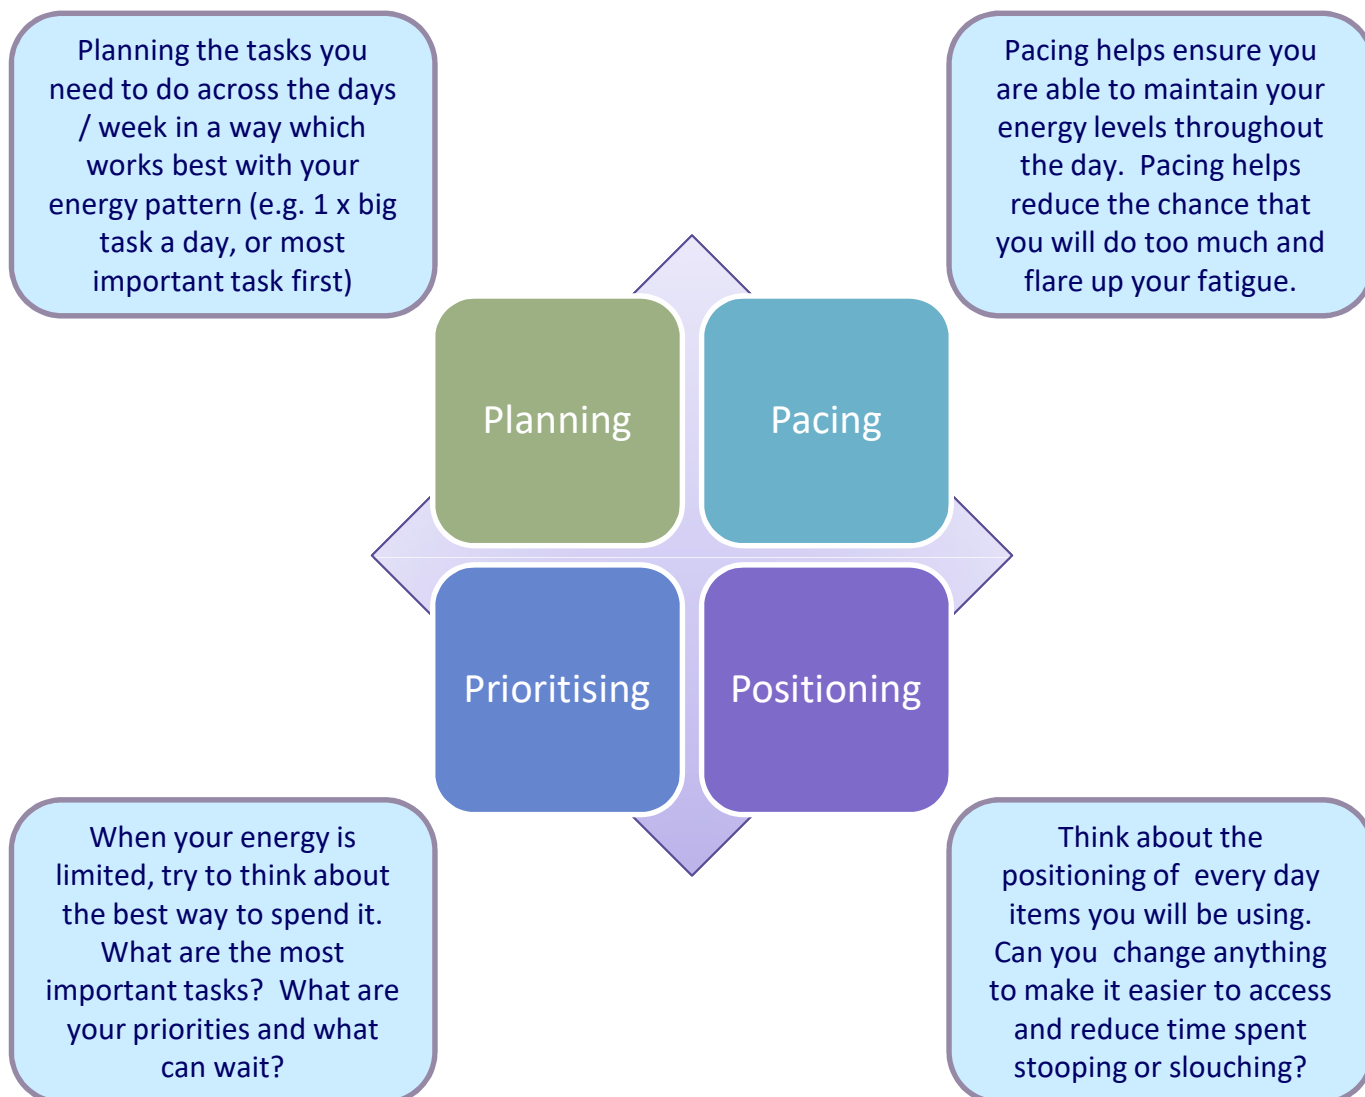 Planning the tasks you
need to do across the days
/ week in a way which
works best with your
energy pattern (e.g. 1 x big
task a day, or most
important task first)
Pacing helps ensure you
are able to maintain your
energy levels throughout
the day.  Pacing helps
reduce the chance that
you will do too much and
flare up your fatigue.
Planning
Pacing
Prioritising
Positioning
When your energy is
limited, try to think about
the best way to spend it.
What are the most
important tasks?  What are
your priorities and what
can wait?
Think about the
positioning of  every day
items you will be using.
Can you  change anything
to make it easier to access
and reduce time spent
stooping or slouching?